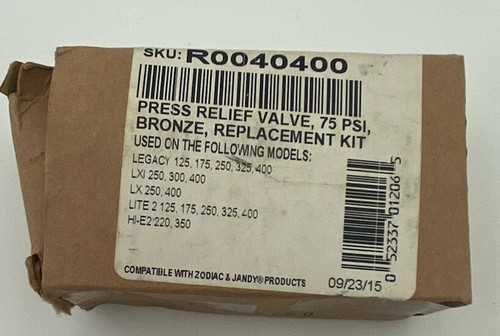 SKU: R0040400
PRESS RELIEF VALVE, 75 PSI,
BRONZE, REPLACEMENT KIT
USED ON THE FOLLOWING MODELS:
LEGACY 125, 175, 250, 325, 400
LXI 250, 300, 400
LX 250, 400
LITE 2 125, 175, 250, 325, 400
HI-E2 220, 350
COMPATIBLE WITH ZODIAC & JANDY® PRODUCTS
09/23/15
0 52337 01206 5